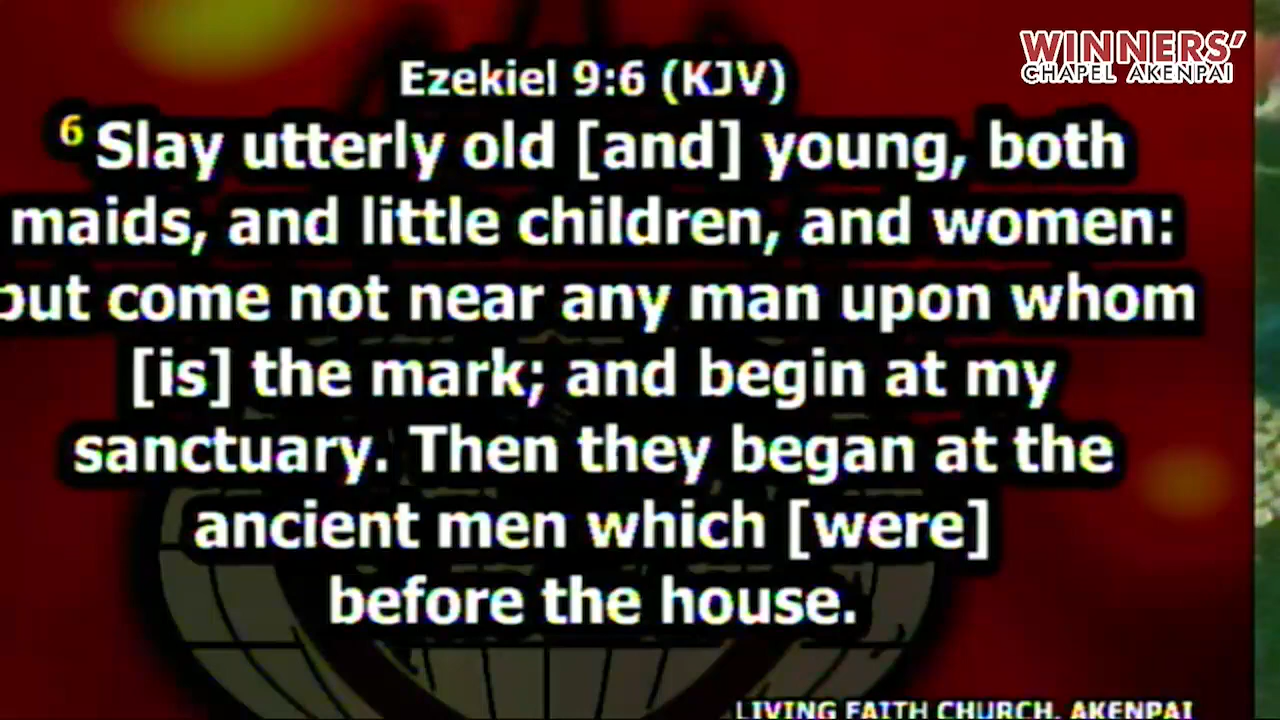 WINNERS'
CHAPEL AKENPAI
Ezekiel 9:6 (KJV)
6 Slay utterly old [and] young, both
maids, and little children, and women:
but come not near any man upon whom
[is] the mark; and begin at my
sanctuary. Then they began at the
ancient men which [were]
before the house.
LIVING FAITH CHURCH, AKENPAI